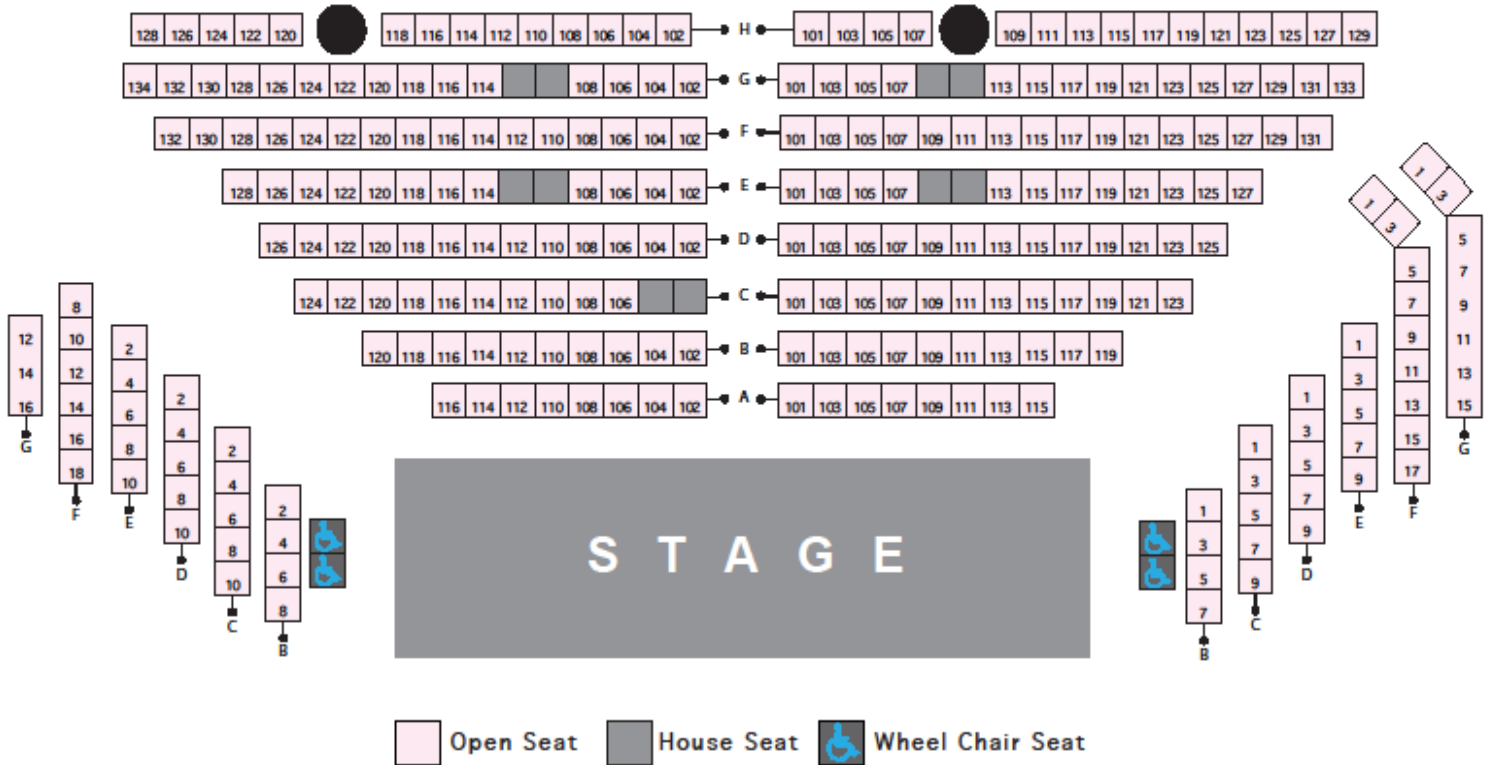 128 126 124 122 120 118 116 114 112 110 108 106 104 102 H 101 103 105 107 109 111 113 115 117 119 121 123 125 127 129
134 132 130 128 126 124 122 120 118 116 114 108 106 104 102 G 101 103 105 107 113 115 117 119 121 123 125 127 129 131 133
132 130 128 126 124 122 120 118 116 114 112 110 108 106 104 102 F 101 103 105 107 109 111 113 115 117 119 121 123 125 127 129 131
128 126 124 122 120 118 116 114 108 106 104 102 E 101 103 105 107 113 115 117 119 121 123 125 127
126 124 122 120 118 116 114 112 110 108 106 104 102 D 101 103 105 107 109 111 113 115 117 119 121 123 125
124 122 120 118 116 114 112 110 108 106 C 101 103 105 107 109 111 113 115 117 119 121 123
120 118 116 114 112 110 108 106 104 102 B 101 103 105 107 109 111 113 115 117 119
116 114 112 110 108 106 104 102 A 101 103 105 107 109 111 113 115
12 14 16 G
8 10 12 14 16 18 F
2 4 6 8 10 E
2 4 6 8 10 D
2 4 6 8 10 C
2 4 6 8 B
STAGE
1 3 5 7 B
1 3 5 7 9 C
1 3 5 7 9 D
1 3 5 7 9 E
1 3 5 7 9 11 13 15 17 F
1 3 5 7 9 11 13 15 G
Open Seat House Seat Wheel Chair Seat